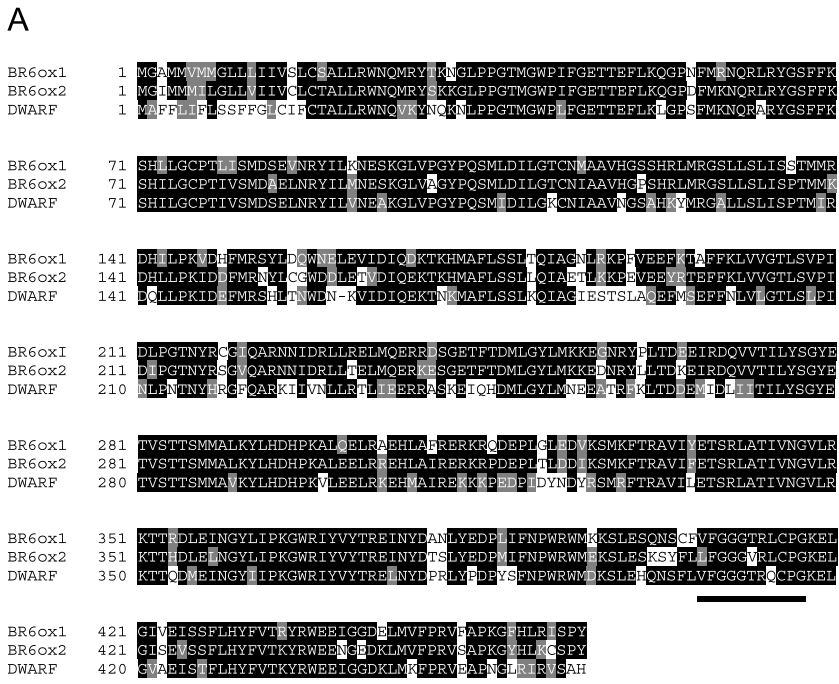 A
BR6ox1 1 MGAMMVMMGLLLIIVSLCSALLRWNQMRYTKNGLPPGTMGWPIFGETTEFLKQGPNFMRNQRLRYGSFFK
BR6ox2 1 MGIMMMILGLLVIIVCLCTALLRWNQMRYSKKGLPPGTMGWPIFGETTEFLKQGPDFMKNQRLRYGSFFK
DWARF 1 MAFFLIFLSSFFGLCIFCTALLRWNQVKYNQKNLPPGTMGWPLFGETTEFLKLGPSFMKNQRARYGSFFK
BR6ox1 71 SHLLGCPTLISMDSEVNRYILKNESKGLVPGYPQSMLDILGTCNMAAVHGSSHRLMRGSLLSLISSTMMR
BR6ox2 71 SHILGCPTIVSMDAELNRYILMNESKGLVAGYPQSMLDILGTCNIAAVHGPSHRLMRGSLLSLISPTMMK
DWARF 71 SHILGCPTIVSMDSELNRYILVNEAKGLVPGYPQSMIDILGKCNIAAVNGSAHKYMRGALLSLISPTMIR
BR6ox1 141 DHILPKVDHFMRSYLDQWNELEVIDIQDKTKHMAFLSSLTQIAGNLRKPFVEEFKTAFFKLVVGTLSVPI
BR6ox2 141 DHLLPKIDDFMRNYLCGWDDLETVDIQEKTKHMAFLSSLLQIAETLKKPEVEEYRTEFFKLVVGTLSVPI
DWARF 141 DQLLPKIDEFMRSHLTNWDN-KVIDIQEKTNKMAFLSSLKQIAGIESTSLAQEFMSEFFNLVLGTLSLPI
BR6oxI 211 DLPGTNYRCGIQARNNIDRLLRELMQERRDSGETFTDMLGYLMKKEGNRYPLTDEEIRDQVVTILYSGYE
BR6ox2 211 DIPGTNYRSGVQARNNIDRLLTELMQERKESGETFTDMLGYLMKKEDNRYLLTDKEIRDQVVTILYSGYE
DWARF 210 NLPNTNYHRGFQARKIIVNLLRTLIEERRASKEIQHDMLGYLMNEEATRFKLTDDEMIDLIITILYSGYE
BR6ox1 281 TVSTTSMMALKYLHDHPKALQELRAEHLAFRERKRQDEPLGLEDVKSMKFTRAVIYETSRLATIVNGVLR
BR6ox2 281 TVSTTSMMALKYLHDHPKALEELRREHLAIRERKRPDEPLTLDDIKSMKFTRAVIFETSRLATIVNGVLR
DWARF 280 TVSTTSMMAVKYLHDHPKVLEELRKEHMAIREKKKPEDPIDYNDYRSMRFTRAVILETSRLATIVNGVLR
BR6ox1 351 KTTRDLEINGYLIPKGWRIYVYTREINYDANLYEDPLIFNPWRWMKKSLESQNSCFVFGGGTRLCPGKEL
BR6ox2 351 KTTHDLELNGYLIPKGWRIYVYTREINYDTSLYEDPMIFNPWRWMEKSLESKSYFLLFGGGVRLCPGKEL
DWARF 350 KTTQDMEINGYIIPKGWRIYVYTRELNYDPRLYPDPYSFNPWRWMDKSLEHQNSFLVFGGGTRQCPGKEL
BR6ox1 421 GIVEISSFLHYFVTRYRWEEIGGDELMVFPRVFAPKGFHLRISPY
BR6ox2 421 GISEVSSFLHYFVTKYRWEENGEDKLMVFPRVSAPKGYHLKCSPY
DWARF 420 GVAEISTFLHYFVTKYRWEEIGGDKLMKFPRVEAPNGLRIRVSAH